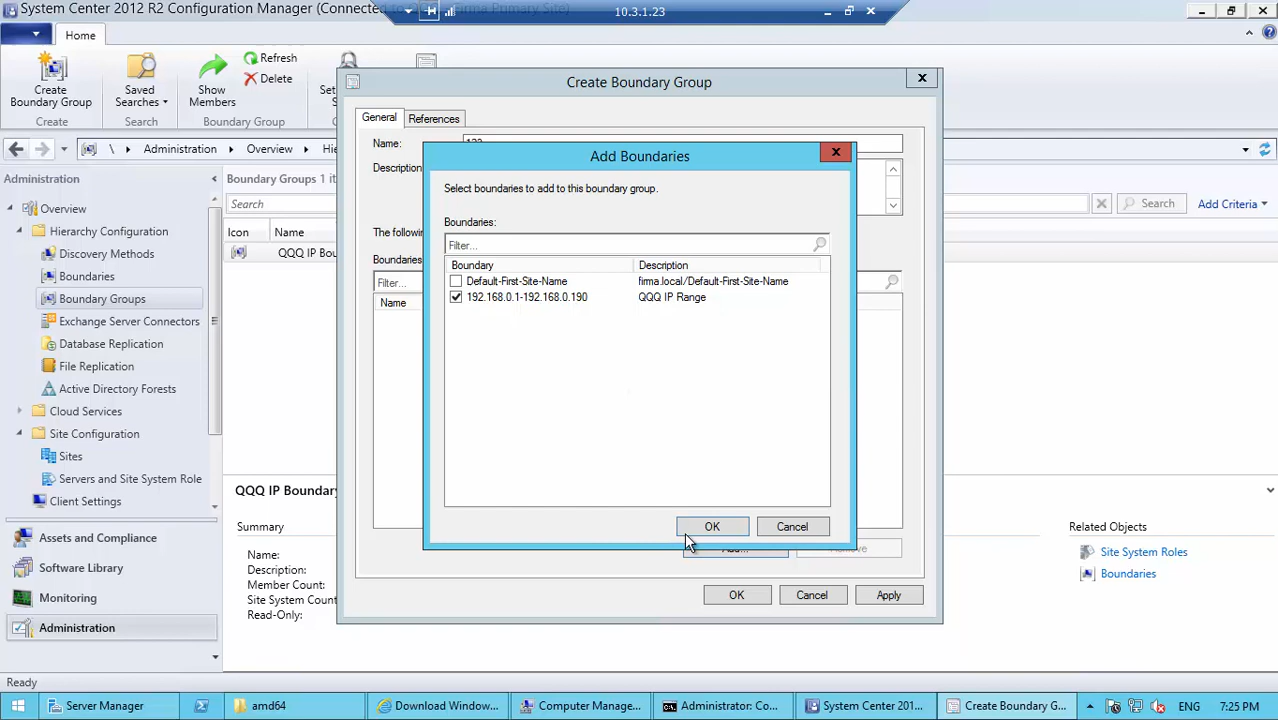 System Center 2012 R2 Configuration Manager (Connected to
Firma Primary Site)
10.3.1.23
Home
Create
Boundary Group
Saved
Searches
Show
Members
Refresh
Delete
Create
Search
Boundary Group
\ Administration Overview
Administration
Overview
Hierarchy Configuration
Discovery Methods
Boundaries
Boundary Groups
Exchange Server Connectors
Database Replication
File Replication
Active Directory Forests
Cloud Services
Site Configuration
Sites
Servers and Site System Role
Client Settings
Assets and Compliance
Software Library
Monitoring
Administration
Ready
Boundary Groups 1
Search
Search
Add Criteria
Icon
Name
QQQ IP Bou
QQQ IP Boundary
Summary
Name:
Description:
Member Count:
Site System Count
Read-Only:
Related Objects
Site System Roles
Boundaries
Create Boundary Group
General
References
Name:
Description
The following
Boundaries
Filter...
Name
OK
Cancel
Apply
Add Boundaries
Select boundaries to add to this boundary group.
Boundaries:
Filter...
Boundary
Description
Default-First-Site-Name
firma.local/Default-First-Site-Name
192.168.0.1-192.168.0.190
QQQ IP Range
OK
Cancel
Server Manager
amd64
Download Window...
Computer Manage...
Administrator: Co...
System Center 201...
Create Boundary G...
ENG
7:25 PM